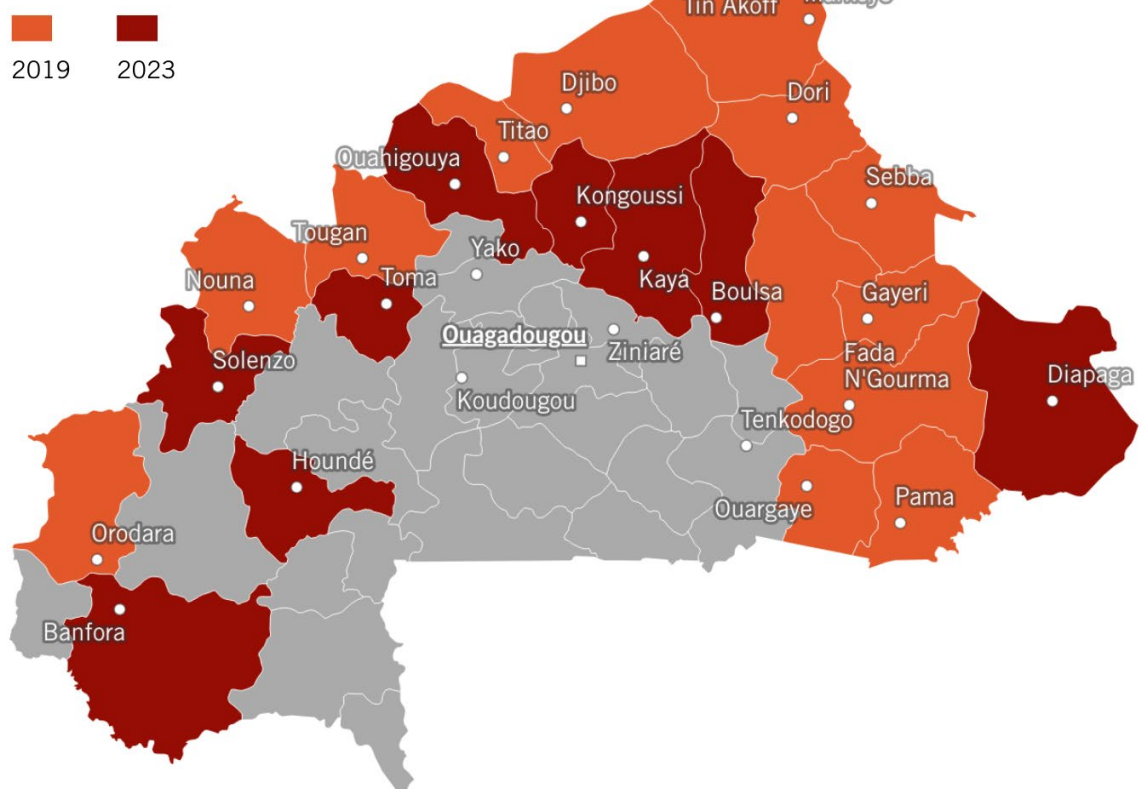 2019
2023
Tin Akoff
Djibo
Dori
Titao
Ouahigouya
Sebba
Kongoussi
Tougan
Yako
Nouna
Toma
Kaya
Boulsa
Gayeri
Ouagadougou
Ziniaré
Solenzo
Fada
N'Gourma
Diapaga
Koudougou
Tenkodogo
Houndé
Pama
Ouargaye
Orodara
Banfora